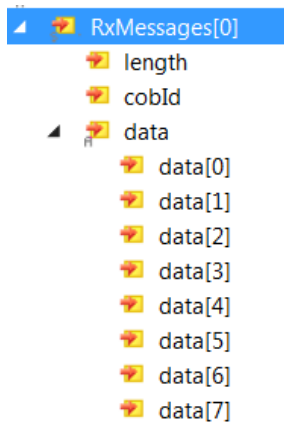 RxMessages[0]
length
cobId
data
data[0]
data[1]
data[2]
data[3]
data[4]
data[5]
data[6]
data[7]